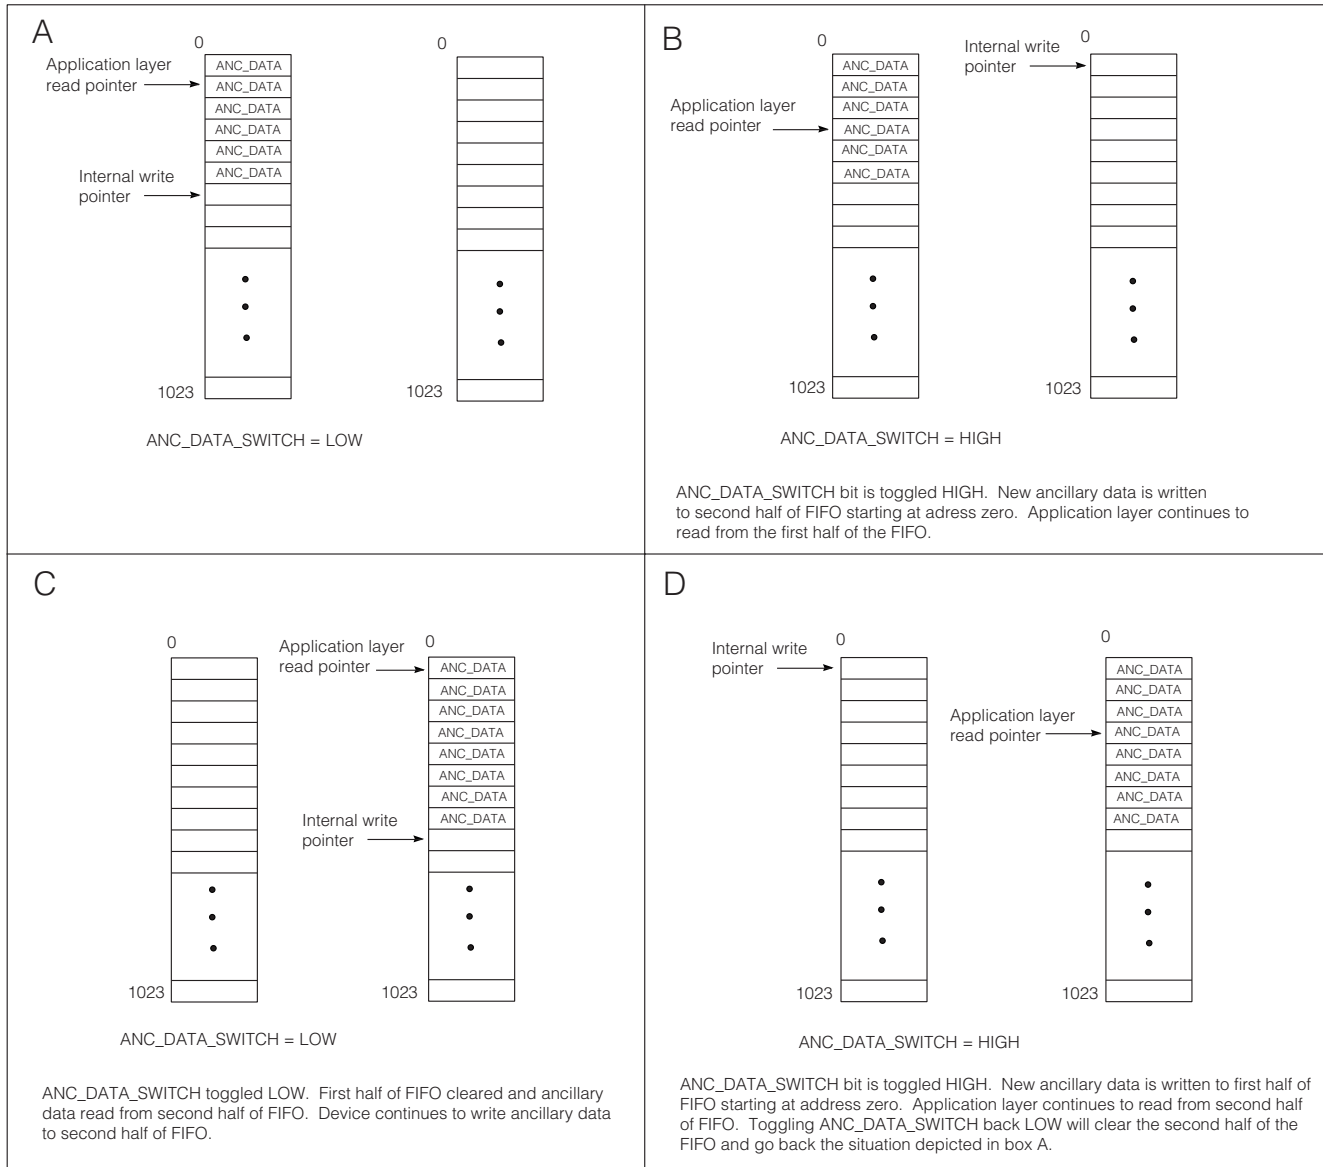 A
0
0
Application layer
read pointer
ANC_DATA
ANC_DATA
ANC_DATA
ANC_DATA
ANC_DATA
ANC_DATA
Internal write
pointer
1023
1023
ANC_DATA_SWITCH = LOW
B
0
0
Internal write
pointer
Application layer
read pointer
ANC_DATA
ANC_DATA
ANC_DATA
ANC_DATA
ANC_DATA
ANC_DATA
1023
1023
ANC_DATA_SWITCH = HIGH
ANC_DATA_SWITCH bit is toggled HIGH. New ancillary data is written
to second half of FIFO starting at adress zero. Application layer continues to
read from the first half of the FIFO.
C
0
0
Application layer
read pointer
ANC_DATA
ANC_DATA
ANC_DATA
ANC_DATA
ANC_DATA
ANC_DATA
ANC_DATA
ANC_DATA
Internal write
pointer
1023
1023
ANC_DATA_SWITCH = LOW
ANC_DATA_SWITCH toggled LOW. First half of FIFO cleared and ancillary
data read from second half of FIFO. Device continues to write ancillary data
to second half of FIFO.
D
0
0
Internal write
pointer
Application layer
read pointer
ANC_DATA
ANC_DATA
ANC_DATA
ANC_DATA
ANC_DATA
ANC_DATA
ANC_DATA
ANC_DATA
1023
1023
ANC_DATA_SWITCH = HIGH
ANC_DATA_SWITCH bit is toggled HIGH. New ancillary data is written to first half of
FIFO starting at address zero. Application layer continues to read from second half
of FIFO. Toggling ANC_DATA_SWITCH back LOW will clear the second half of the
FIFO and go back the situation depicted in box A.